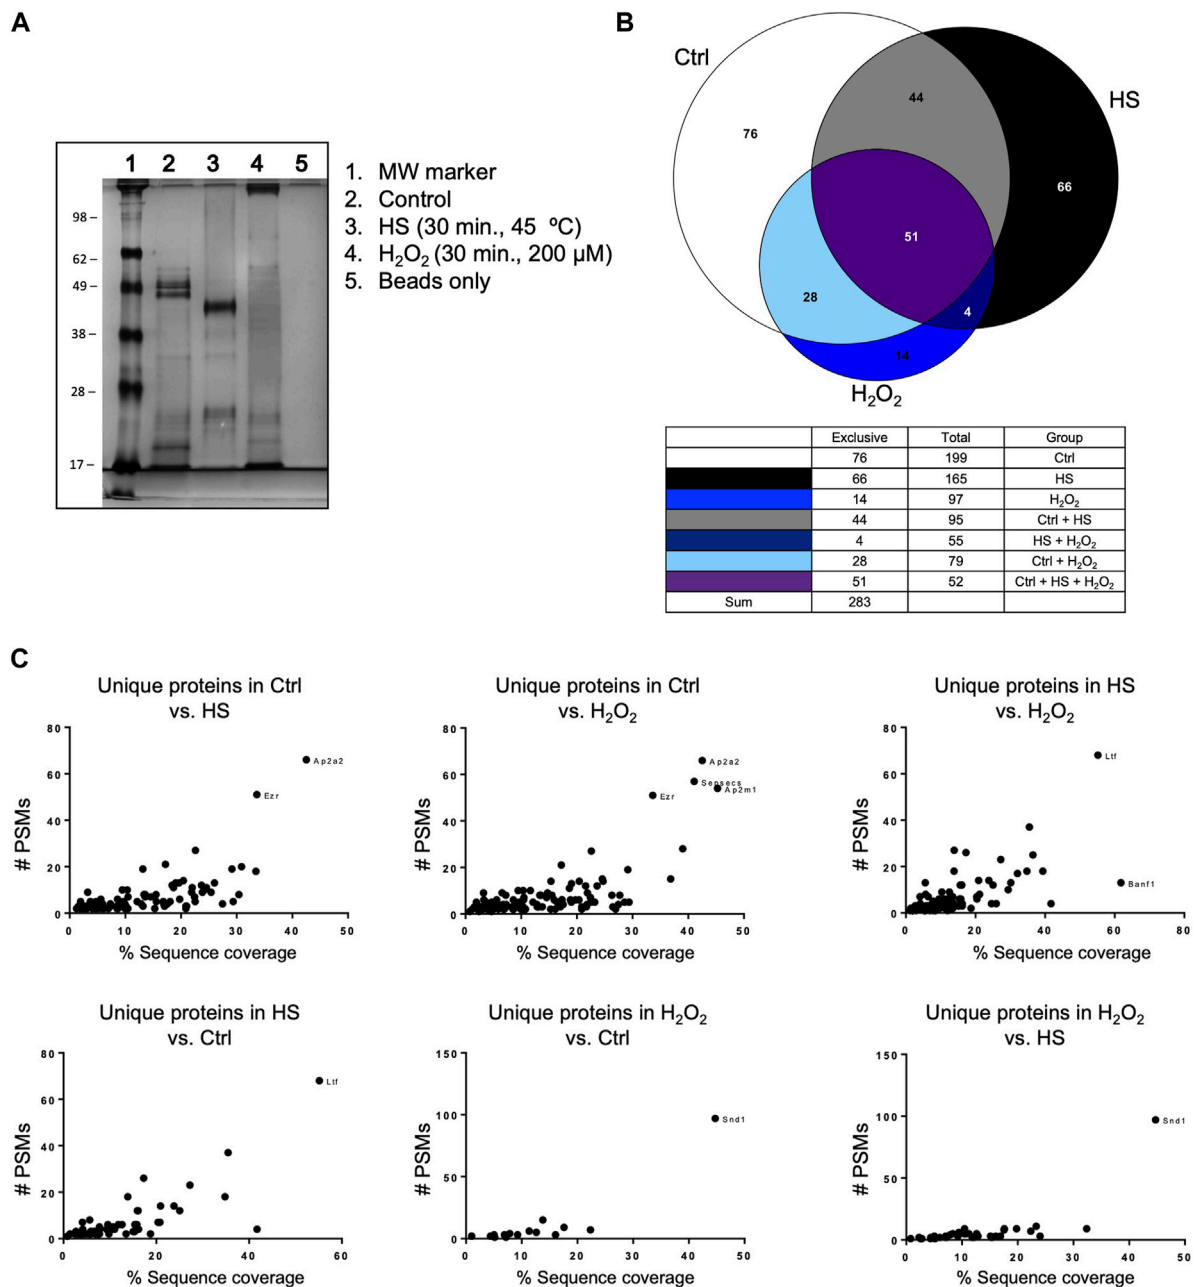 A
1 2 3 4 5
98 –
62 –
49 –
38 –
28 –
17 –
1. MW marker
2. Control
3. HS (30 min., 45 ºC)
4. H₂O₂ (30 min., 200 µM)
5. Beads only
B
Ctrl
HS
44
76
66
51
28
4
14
H₂O₂
Exclusive Total Group
76 199 Ctrl
66 165 HS
14 97 H₂O₂
44 95 Ctrl + HS
4 55 HS + H₂O₂
28 79 Ctrl + H₂O₂
51 52 Ctrl + HS + H₂O₂
Sum 283
C
Unique proteins in Ctrl
vs. HS
80
60
40
20
0
# PSMs
Ap2a2
Ezr
0 10 20 30 40 50
% Sequence coverage
Unique proteins in Ctrl
vs. H₂O₂
80
60
40
20
0
# PSMs
Ap2a2
Sepsecs
Ap2m1
Ezr
0 10 20 30 40 50
% Sequence coverage
Unique proteins in HS
vs. H₂O₂
80
60
40
20
0
# PSMs
Ltf
Banf1
0 20 40 60 80
% Sequence coverage
Unique proteins in HS
vs. Ctrl
80
60
40
20
0
# PSMs
Ltf
0 20 40 60
% Sequence coverage
Unique proteins in H₂O₂
vs. Ctrl
150
100
50
0
# PSMs
Snd1
0 10 20 30 40 50
% Sequence coverage
Unique proteins in H₂O₂
vs. HS
150
100
50
0
# PSMs
Snd1
0 10 20 30 40 50
% Sequence coverage